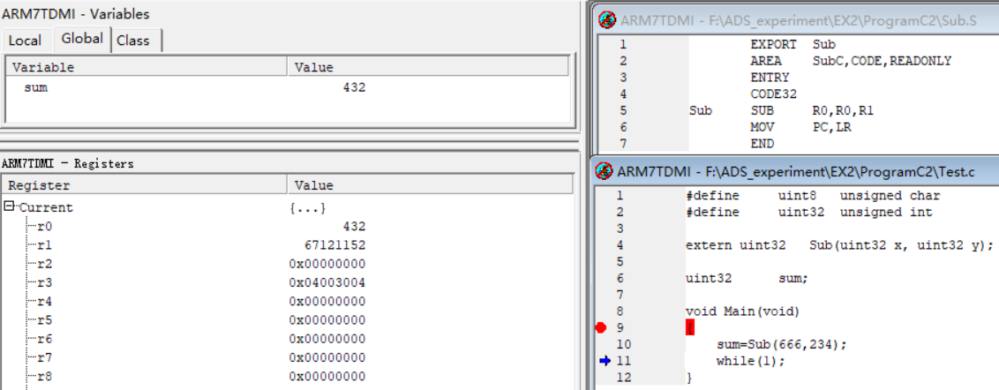 ARM7TDMI - Variables
Local Global Class
Variable Value
sum 432
ARM7TDMI - Registers
Register Value
Current {...}
r0 432
r1 67121152
r2 0x00000000
r3 0x04003004
r4 0x00000000
r5 0x00000000
r6 0x00000000
r7 0x00000000
r8 0x00000000
ARM7TDMI - F:\ADS_experiment\EX2\ProgramC2\Sub.S
1 EXPORT Sub
2 AREA SubC,CODE,READONLY
3 ENTRY
4 CODE32
5 Sub SUB R0,R0,R1
6 MOV PC,LR
7 END
ARM7TDMI - F:\ADS_experiment\EX2\ProgramC2\Test.c
1 #define uint8 unsigned char
2 #define uint32 unsigned int
3
4 extern uint32 Sub(uint32 x, uint32 y);
5
6 uint32 sum;
7
8 void Main(void)
9 {
10 sum=Sub(666,234);
11 while(1);
12 }